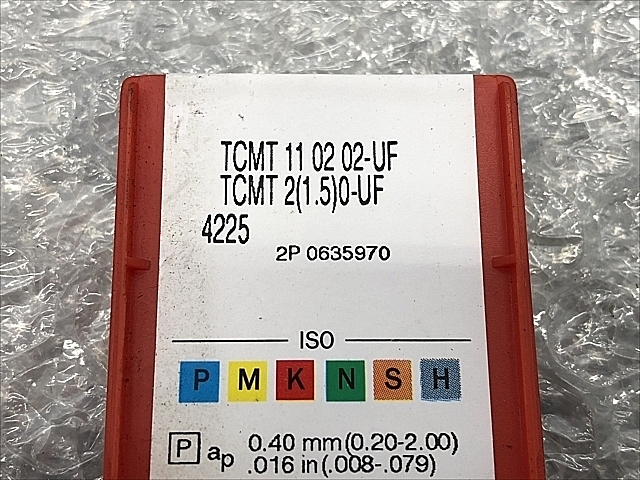 TCMT 11 02 02-UF
TCMT 2(1.5)0-UF
4225
2P 0635970
ISO
P M K N S H
P ap 0.40 mm (0.20-2.00)
.016 in (.008-.079)